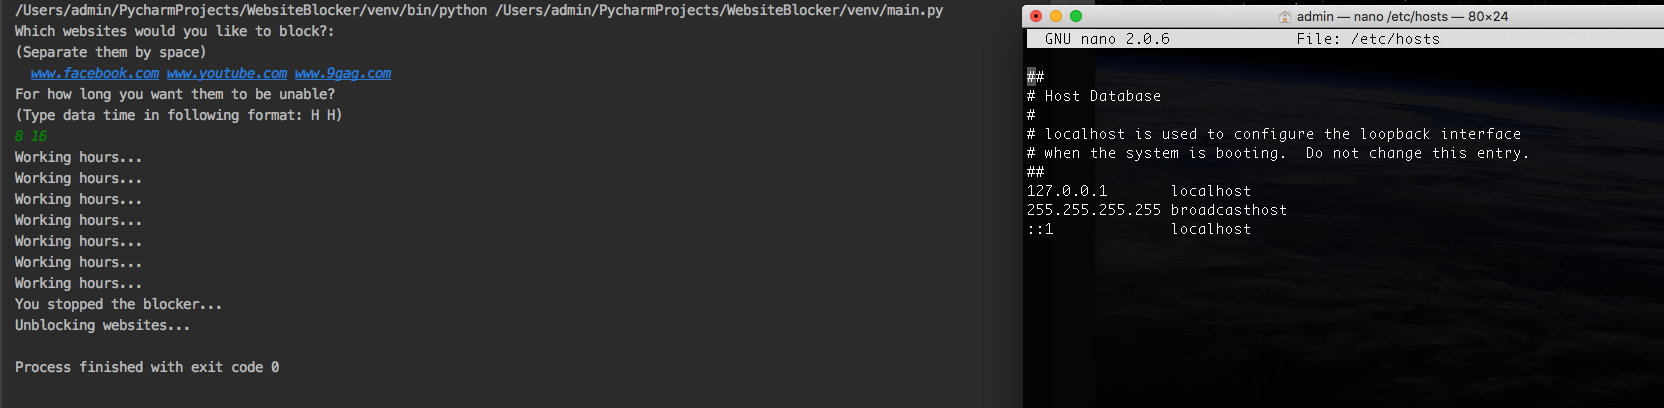 /Users/admin/PycharmProjects/WebsiteBlocker/venv/bin/python /Users/admin/PycharmProjects/WebsiteBlocker/venv/main.py
Which websites would you like to block?:
(Separate them by space)
www.facebook.com www.youtube.com www.9gag.com
For how long you want them to be unable?
(Type data time in following format: H H)
8 16
Working hours...
Working hours...
Working hours...
Working hours...
Working hours...
Working hours...
Working hours...
You stopped the blocker...
Unblocking websites...
Process finished with exit code 0
admin — nano /etc/hosts — 80×24
GNU nano 2.0.6 File: /etc/hosts
##
# Host Database
#
# localhost is used to configure the loopback interface
# when the system is booting.  Do not change this entry.
##
127.0.0.1 localhost
255.255.255.255 broadcasthost
::1 localhost